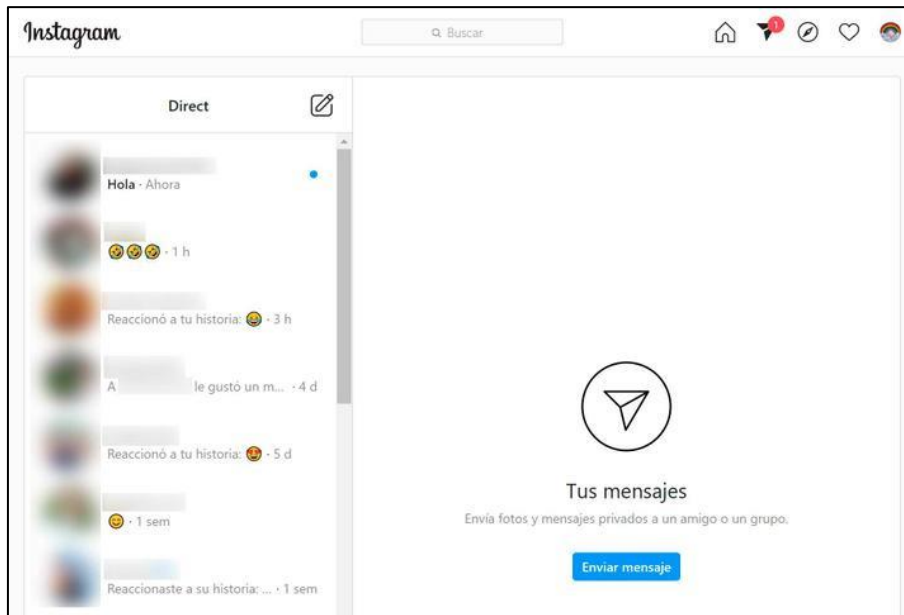 Instagram
Buscar
1
Direct
Hola · Ahora
🤣🤣🤣 · 1 h
Reaccionó a tu historia: 😂 · 3 h
A le gustó un m... · 4 d
Reaccionó a tu historia: 🤩 · 5 d
😊 · 1 sem
Reaccionaste a su historia: ... · 1 sem
Tus mensajes
Envía fotos y mensajes privados a un amigo o un grupo.
Enviar mensaje